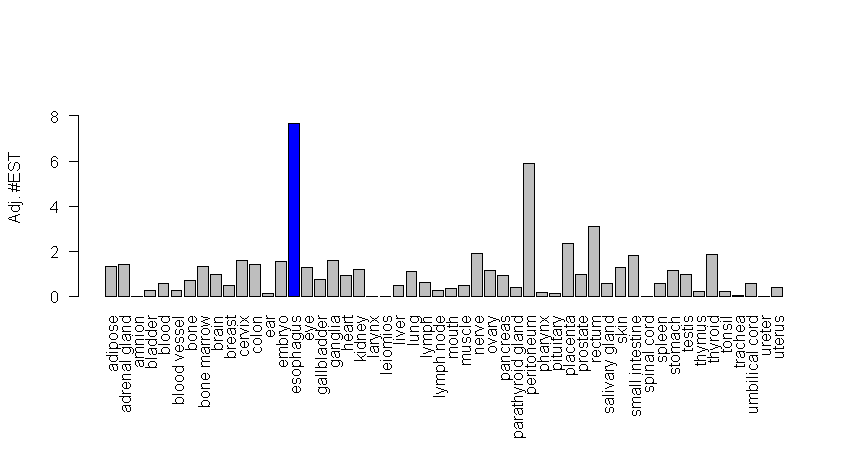 8
6
4
2
0
Adj. #EST
adipose
adrenal gland
amnion
bladder
blood
blood vessel
bone
bone marrow
brain
breast
cervix
colon
ear
embryo
esophagus
eye
gallbladder
ganglia
heart
kidney
larynx
leiomios
liver
lung
lymph
lymph node
mouth
muscle
nerve
ovary
pancreas
parathyroid gland
peritoneum
pharynx
pituitary
placenta
prostate
rectum
salivary gland
skin
small intestine
spinal cord
spleen
stomach
testis
thymus
thyroid
tonsil
trachea
umbilical cord
ureter
uterus